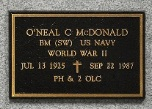 O'NEAL C McDONALD
BM (SW) US NAVY
WORLD WAR II
JUL 13 1925 ✝ SEP 22 1987
PH & 2 OLC